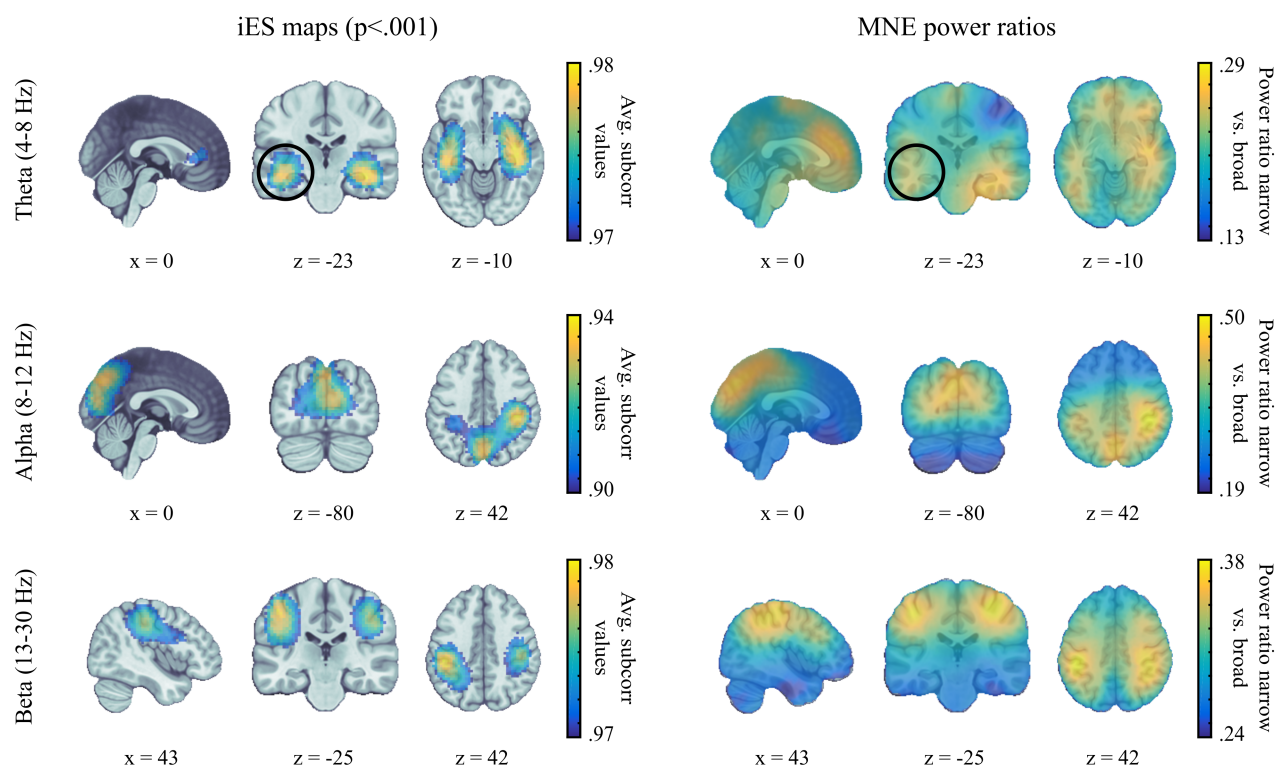 iES maps (p<.001)
MNE power ratios
Theta (4-8 Hz)
.98
.97
Avg. subcorr
values
.29
.13
Power ratio narrow
vs. broad
x = 0
z = -23
z = -10
x = 0
z = -23
z = -10
Alpha (8-12 Hz)
.94
.90
Avg. subcorr
values
.50
.19
Power ratio narrow
vs. broad
x = 0
z = -80
z = 42
x = 0
z = -80
z = 42
Beta (13-30 Hz)
.98
.97
Avg. subcorr
values
.38
.24
Power ratio narrow
vs. broad
x = 43
z = -25
z = 42
x = 43
z = -25
z = 42